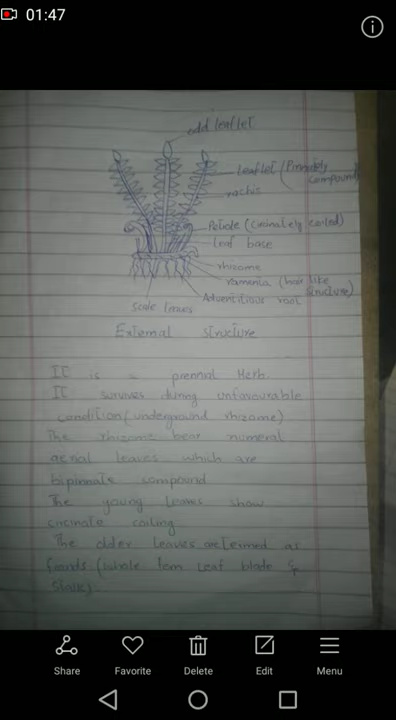 01:47
odd leaflet
Leaflet (Pinnately compound)
rachis
Petiole (circinately coiled)
leaf base
rhizome
ramenta (hair like structure)
Adventitious root
Scale leaves
External structure
It is a prennal Herb.
It survives during unfavourable
condition (underground rhizome)
The rhizome bear numeral
aerial leaves which are
bipinnate compound
The young leaves show
circinate coiling
The older leaves are termed as
fronds (whole leaf blade &
stalk).
Share
Favorite
Delete
Edit
Menu